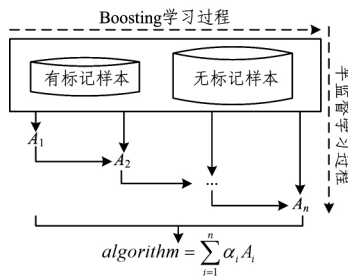 Boosting学习过程
有标记样本
无标记样本
半监督学习过程
A₁
A₂
...
Aₙ
algorithm = ∑ᵢ₌₁ⁿ αᵢ Aᵢ